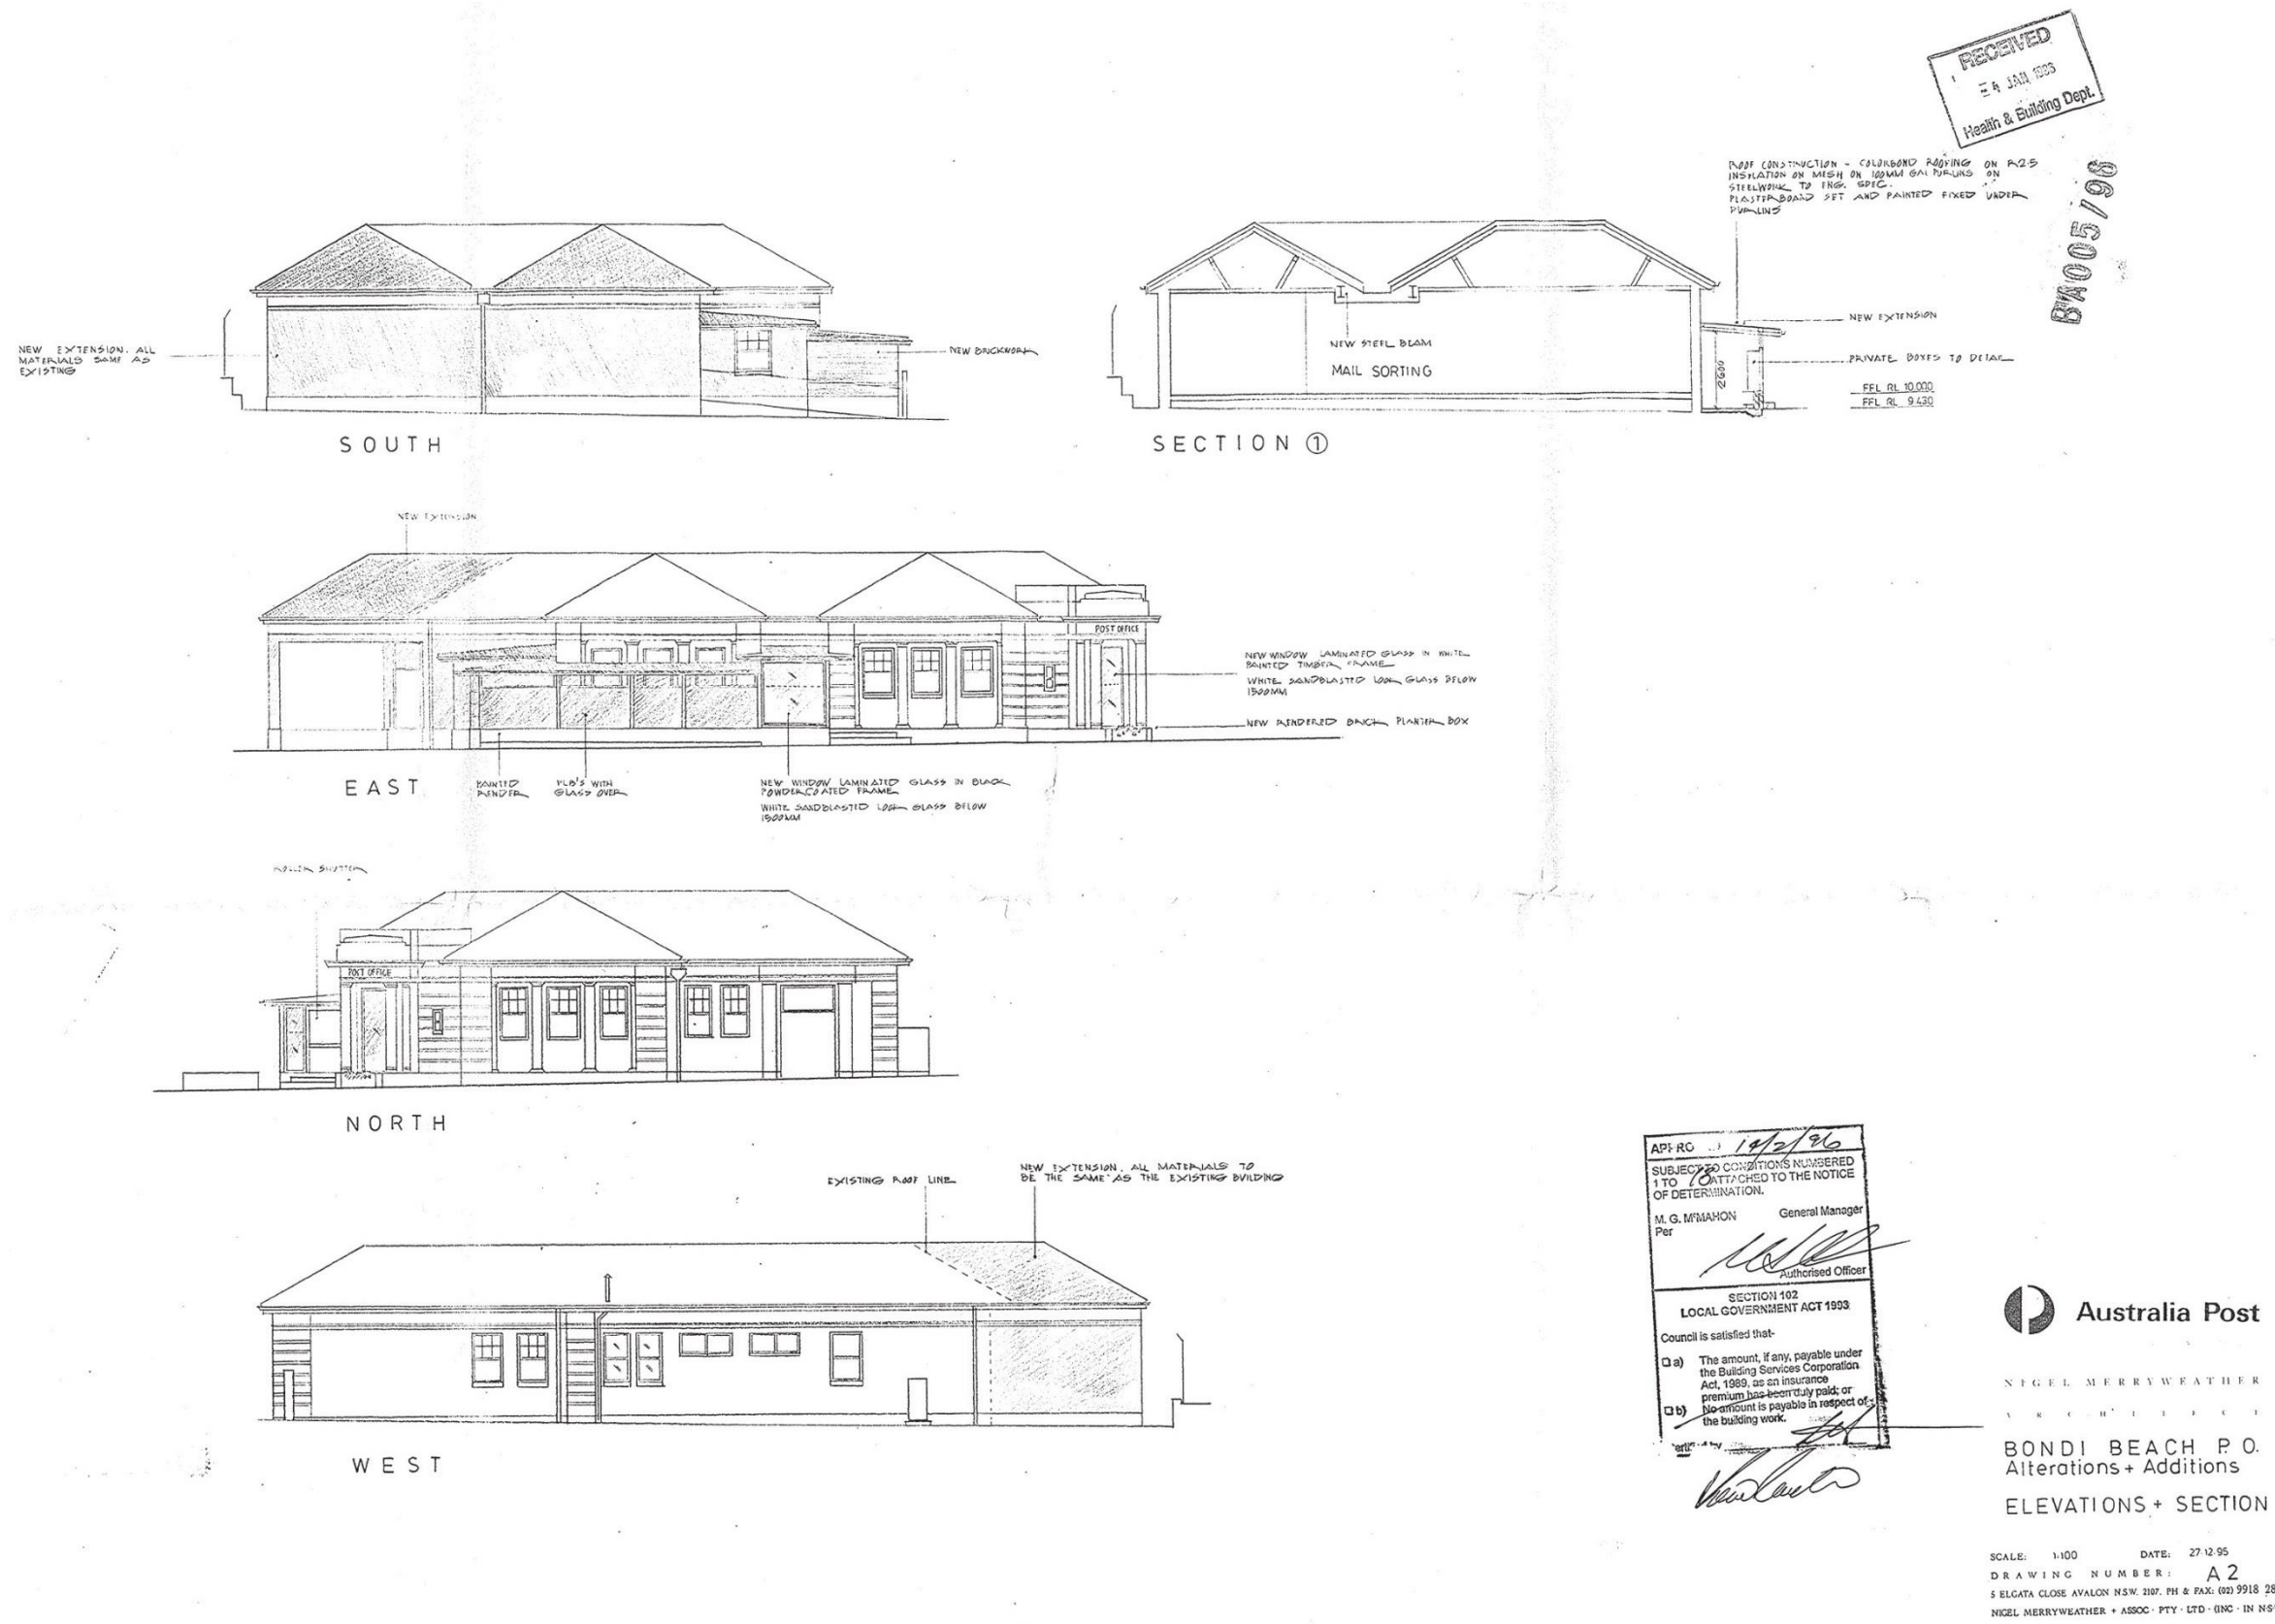 RECEIVED
JAN 1996
Health & Building Dept.
BA005/96
ROOF CONSTRUCTION - COLORBOND ROOFING ON R2.5
INSULATION ON MESH ON 100MM GAL PURLINS ON
STEELWORK TO ENG. SPEC.
PLASTERBOARD SET AND PAINTED FIXED UNDER
PURLINS
NEW EXTENSION. ALL
MATERIALS SAME AS
EXISTING
NEW BRICKWORK
SOUTH
NEW STEEL BEAM
MAIL SORTING
2600
NEW EXTENSION
PRIVATE BOXES TO DETAIL
FFL RL 10.000
FFL RL 9.430
SECTION 1
NEW EXTENSION
POST OFFICE
NEW WINDOW LAMINATED GLASS IN WHITE
PAINTED TIMBER FRAME
WHITE SANDBLASTED LOOK GLASS BELOW
1500MM
NEW RENDERED BRICK PLANTER BOX
EAST
PAINTED
RENDER
PLB'S WITH
GLASS OVER
NEW WINDOW LAMINATED GLASS IN BLACK
POWDERCOATED FRAME
WHITE SANDBLASTED LOOK GLASS BELOW
1500MM
ROLLER SHUTTER
POST OFFICE
NORTH
EXISTING ROOF LINE
NEW EXTENSION. ALL MATERIALS TO
BE THE SAME AS THE EXISTING BUILDING
WEST
14/2/96
SUBJECT TO CONDITIONS NUMBERED
1 TO 18 ATTACHED TO THE NOTICE
OF DETERMINATION.
M. G. McMAHON General Manager
Per
Authorised Officer
SECTION 102
LOCAL GOVERNMENT ACT 1993
Council is satisfied that-
a) The amount, if any, payable under
the Building Services Corporation
Act, 1989, as an insurance
premium has been duly paid; or
b) No amount is payable in respect of
the building work.
Australia Post
NIGEL MERRYWEATHER
ARCHITECT
BONDI BEACH P.O.
Alterations + Additions
ELEVATIONS + SECTION
SCALE: 1:100 DATE: 27.12.95
DRAWING NUMBER: A2
5 ELGATA CLOSE AVALON N.S.W. 2107. PH & FAX: (02) 9918 28
NIGEL MERRYWEATHER + ASSOC · PTY · LTD · (INC · IN NS